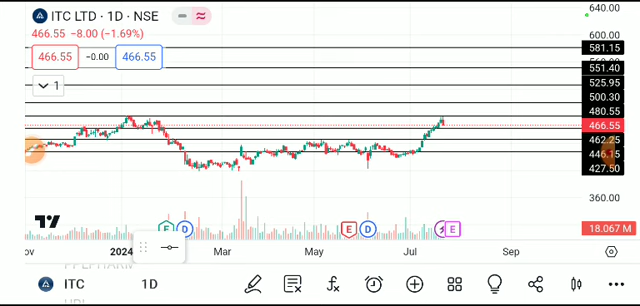 ITC LTD · 1D · NSE
466.55 −8.00 (−1.69%)
466.55 −0.00 466.55
1
640.00
600.00
581.15
551.40
525.95
500.30
480.55
466.55
462.25
446.15
427.50
360.00
18.067 M
E D E D E
2024 Mar May Jul Sep
ITC 1D